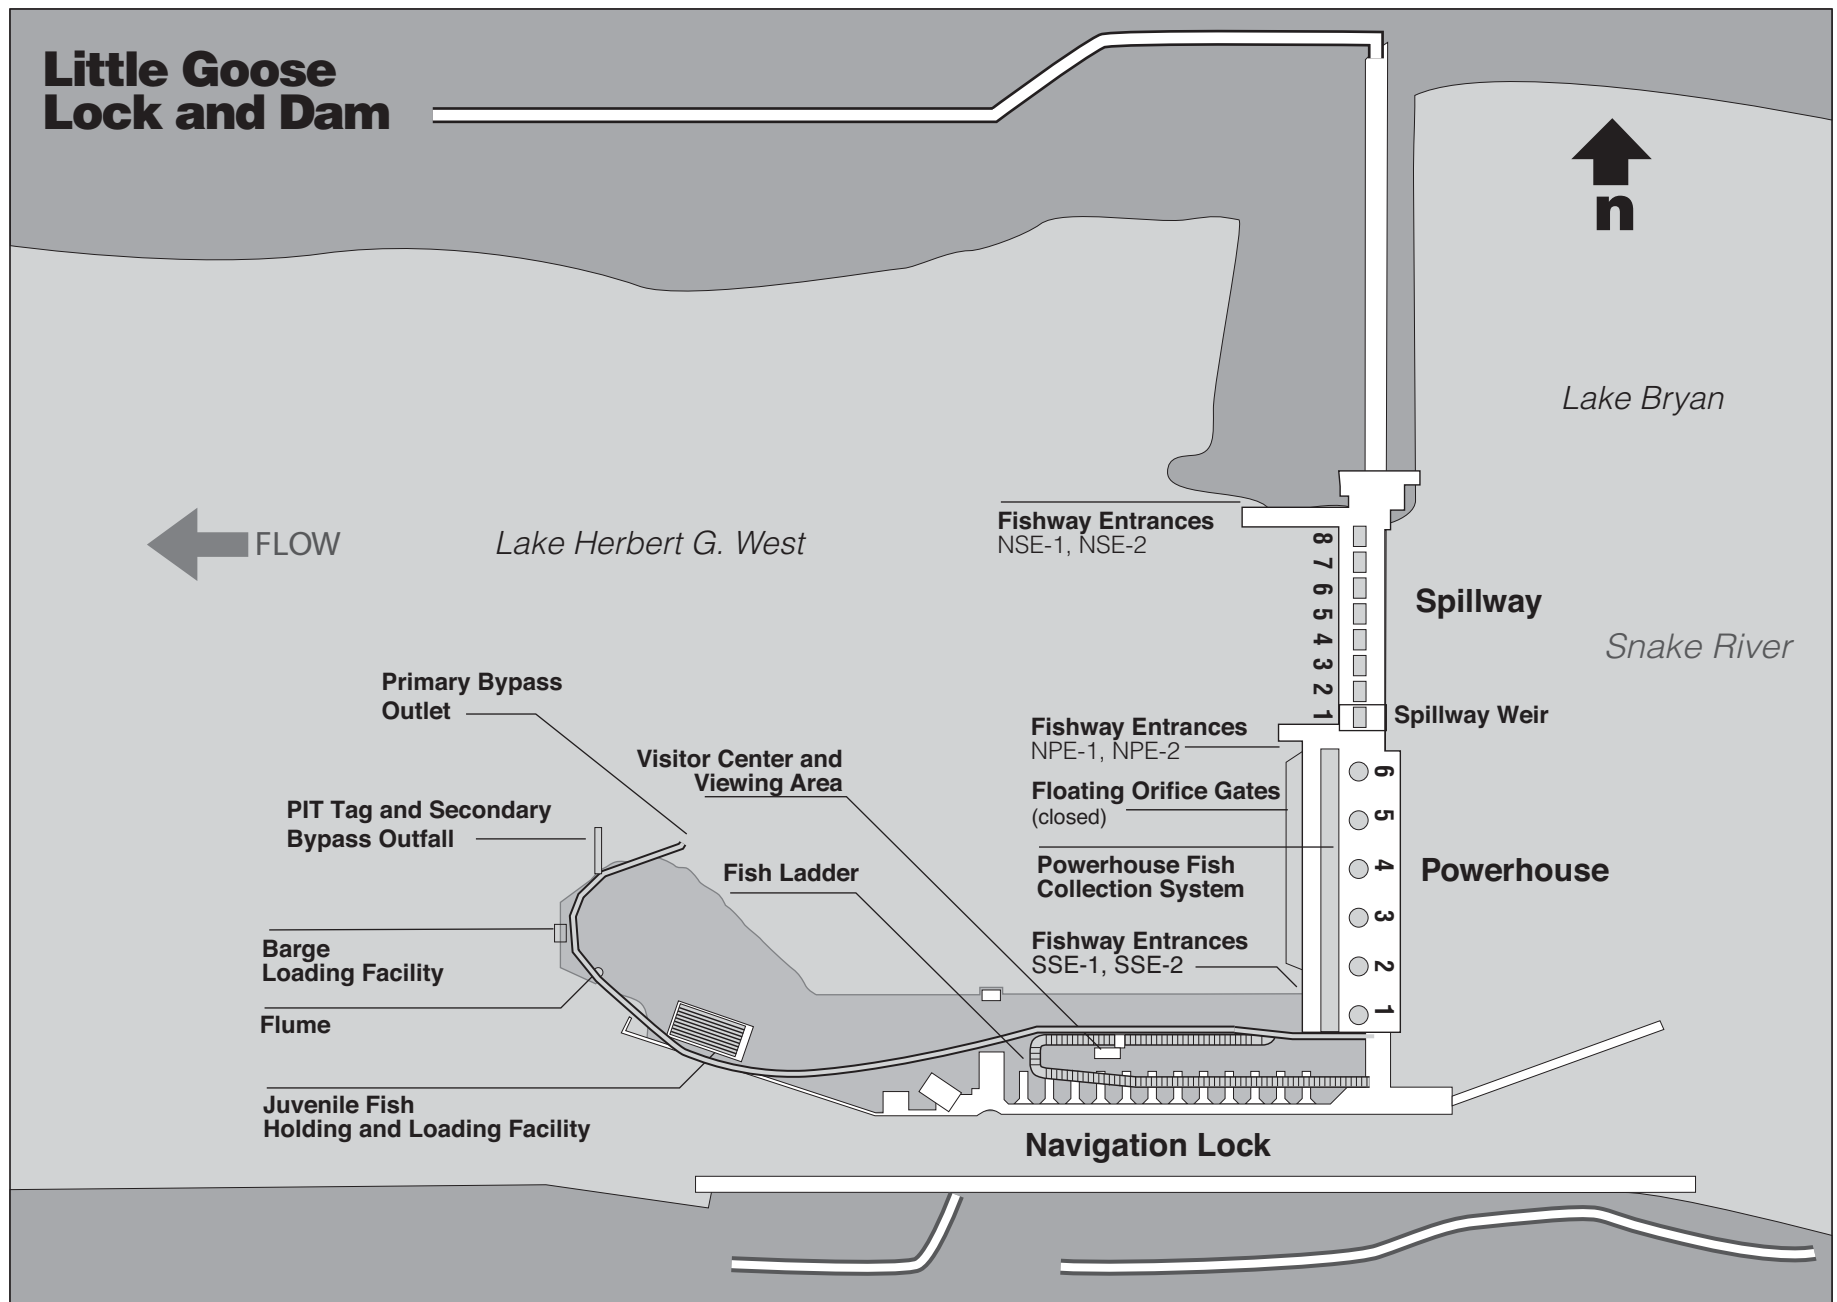 Little Goose
Lock and Dam
n
Lake Bryan
FLOW
Lake Herbert G. West
Fishway Entrances
NSE-1, NSE-2
8
7
6
5
4
3
2
1
Spillway
Snake River
Spillway Weir
Primary Bypass
Outlet
Visitor Center and
Viewing Area
Fishway Entrances
NPE-1, NPE-2
Floating Orifice Gates
(closed)
PIT Tag and Secondary
Bypass Outfall
Fish Ladder
Powerhouse Fish
Collection System
6
5
4
3
2
1
Powerhouse
Fishway Entrances
SSE-1, SSE-2
Barge
Loading Facility
Flume
Juvenile Fish
Holding and Loading Facility
Navigation Lock